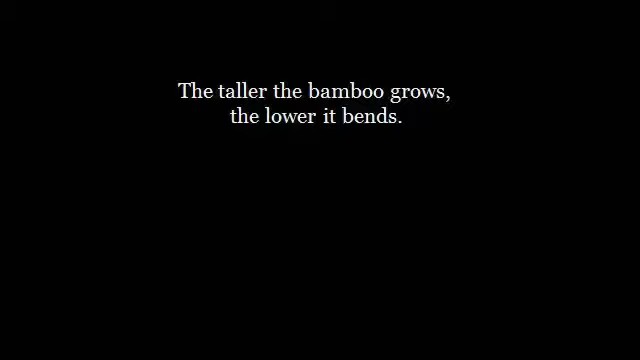 The taller the bamboo grows,
the lower it bends.